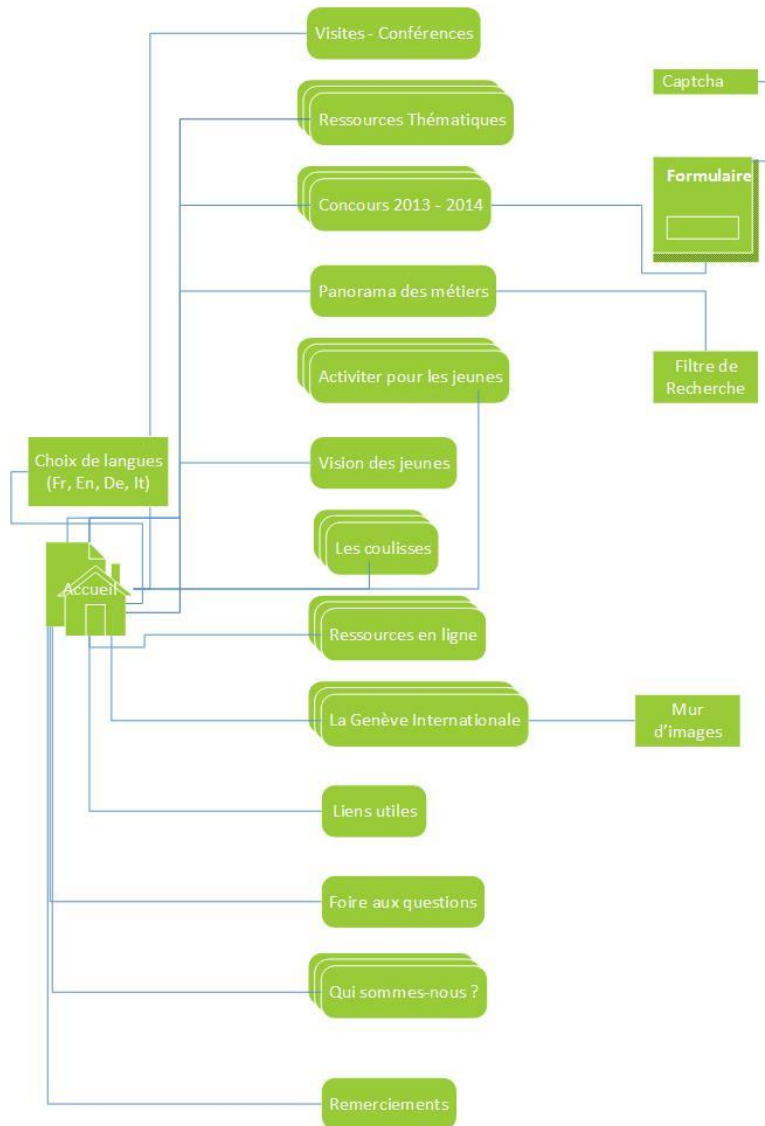 Visites - Conférences
Captcha
Ressources Thématiques
Formulaire
Concours 2013 - 2014
Panorama des métiers
Activiter pour les jeunes
Filtre de
Recherche
Choix de langues
(Fr, En, De, It)
Vision des jeunes
Les coulisses
Accueil
Ressources en ligne
La Genève Internationale
Mur
d'images
Liens utiles
Foire aux questions
Qui sommes-nous ?
Remerciements